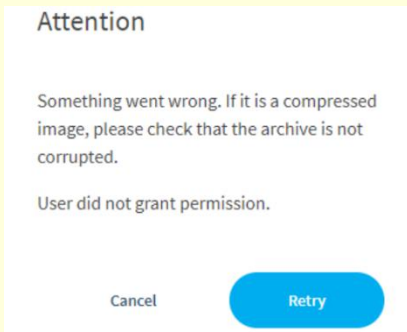 Attention
Something went wrong. If it is a compressed
image, please check that the archive is not
corrupted.
User did not grant permission.
Cancel
Retry